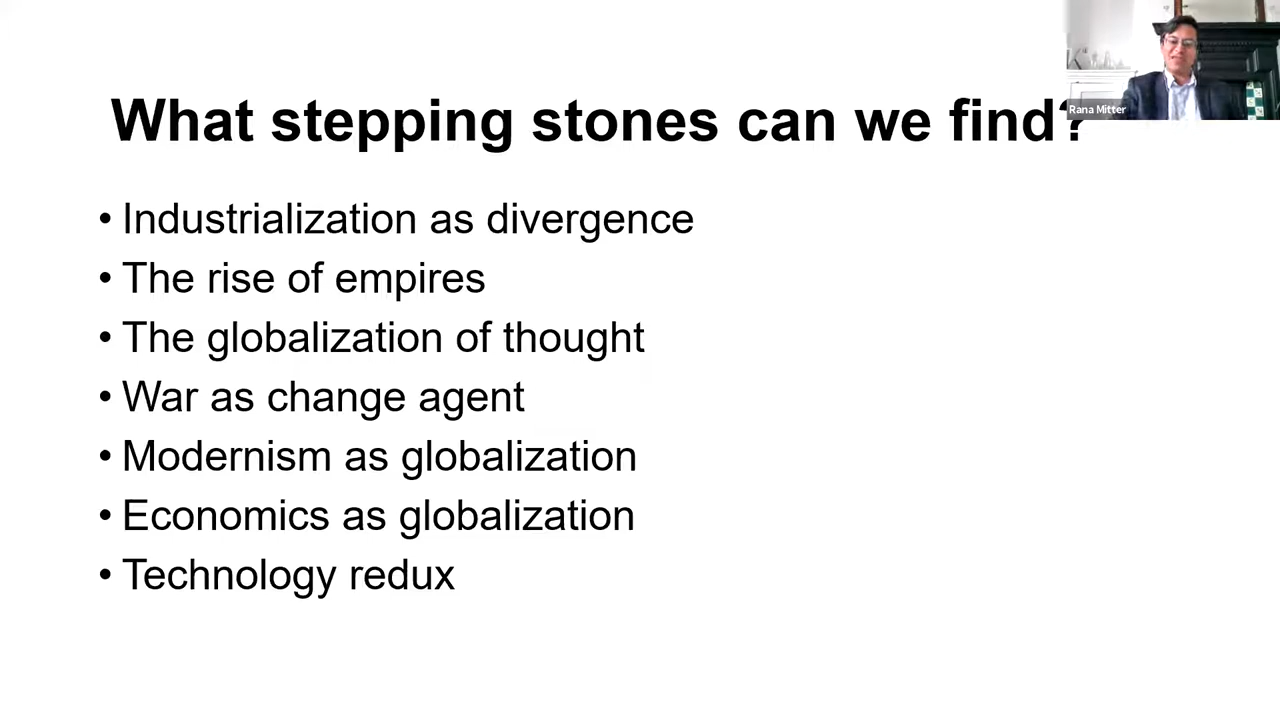 What stepping stones can we find?
Rana Mitter
• Industrialization as divergence
• The rise of empires
• The globalization of thought
• War as change agent
• Modernism as globalization
• Economics as globalization
• Technology redux